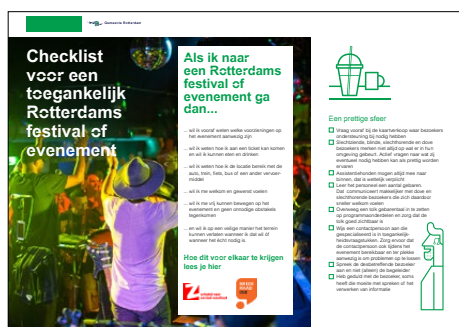 Gemeente Rotterdam
Checklist
voor een
toegankelijk
Rotterdams
festival of
evenement
Als ik naar
een Rotterdams
festival of
evenement ga
dan...
... wil ik vooraf weten welke voorzieningen op
het evenement aanwezig zijn
... wil ik weten hoe ik aan een ticket kan komen
en wil ik kunnen eten en drinken
... wil ik weten hoe ik de locatie bereik met de
auto, trein, fiets, bus of een ander vervoer-
middel
... wil ik me welkom en gewenst voelen
... wil ik me vrij kunnen bewegen op het
evenement en geen onnodige obstakels
tegenkomen
... en wil ik op een veilige manier het terrein
kunnen verlaten wanneer ik dat wil óf
wanneer het écht nodig is.
Hoe dit voor elkaar te krijgen
lees je hier
Een prettige sfeer
Vraag vooraf bij de kaartverkoop waar bezoekers
ondersteuning bij nodig hebben
Slechtziende, blinde, slechthorende en dove
bezoekers merken niet altijd op wat er in hun
omgeving gebeurt. Actief vragen naar wat zij
eventueel nodig hebben kan als prettig worden
ervaren
Assistentiehonden mogen altijd mee naar
binnen, dat is wettelijk verplicht
Leer het personeel een aantal gebaren.
Dat communiceert makkelijker met dove en
slechthorende bezoekers die zich daardoor
sneller welkom voelen
Overweeg een tolk gebarentaal in te zetten
op programmaonderdelen en zorg dat de
tolk goed zichtbaar is
Wijs een contactpersoon aan die
gespecialiseerd is in toegankelijk-
heidsvraagstukken. Zorg ervoor dat
de contactpersoon ook tijdens het
evenement bereikbaar en ter plekke
aanwezig is om problemen op te lossen
Spreek de desbetreffende bezoeker
aan en niet (alleen) de begeleider
Heb geduld met de bezoeker, soms
heeft die moeite met spreken of het
verwerken van informatie